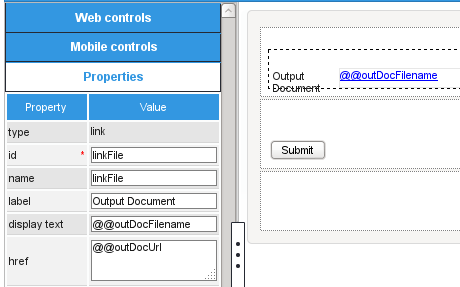 Web controls
Mobile controls
Properties
Property Value
type link
id * linkFile
name linkFile
label Output Document
display text @@outDocFilename
href @@outDocUrl
Output Document @@outDocFilename
Submit